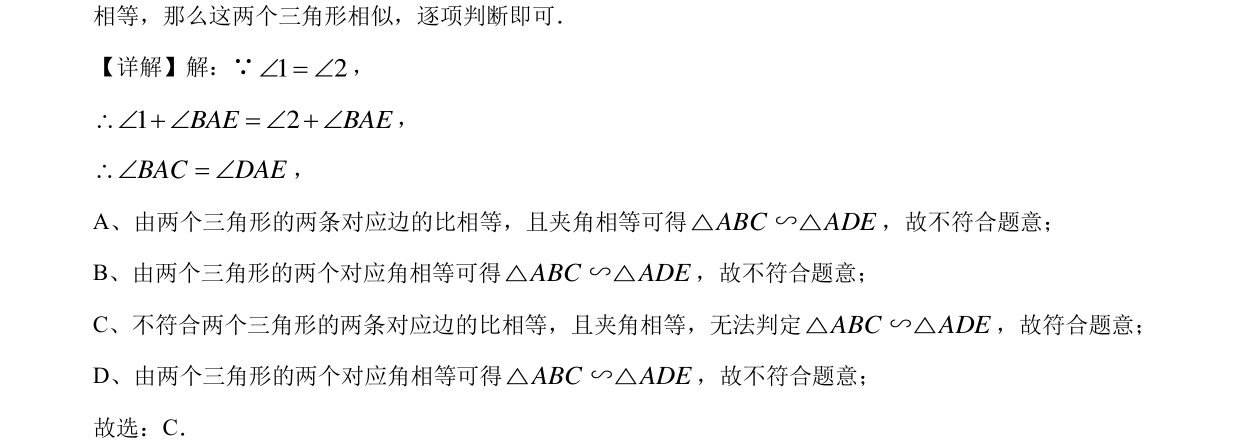 相等，那么这两个三角形相似，逐项判断即可．
【详解】解：∵ ∠1 = ∠2，
∴ ∠1 + ∠BAE = ∠2 + ∠BAE，
∴ ∠BAC = ∠DAE，
A、由两个三角形的两条对应边的比相等，且夹角相等可得 △ABC ∽△ADE，故不符合题意；
B、由两个三角形的两个对应角相等可得 △ABC ∽△ADE，故不符合题意；
C、不符合两个三角形的两条对应边的比相等，且夹角相等，无法判定 △ABC ∽△ADE，故符合题意；
D、由两个三角形的两个对应角相等可得 △ABC ∽△ADE，故不符合题意；
故选：C．